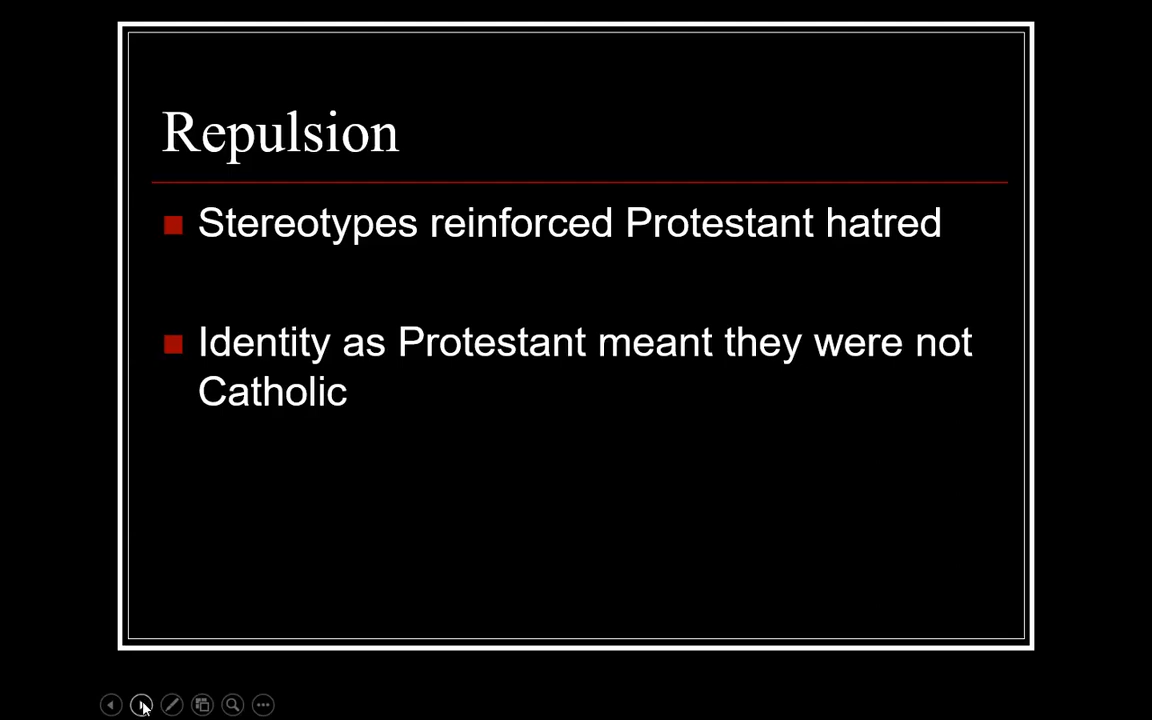 Repulsion
Stereotypes reinforced Protestant hatred
Identity as Protestant meant they were not
Catholic